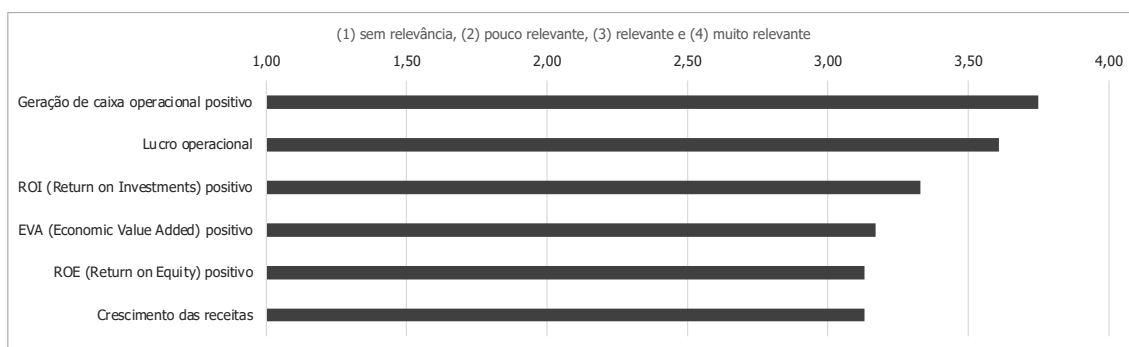 (1) sem relevância, (2) pouco relevante, (3) relevante e (4) muito relevante
1,00 1,50 2,00 2,50 3,00 3,50 4,00
Geração de caixa operacional positivo
Lucro operacional
ROI (Return on Investments) positivo
EVA (Economic Value Added) positivo
ROE (Return on Equity) positivo
Crescimento das receitas